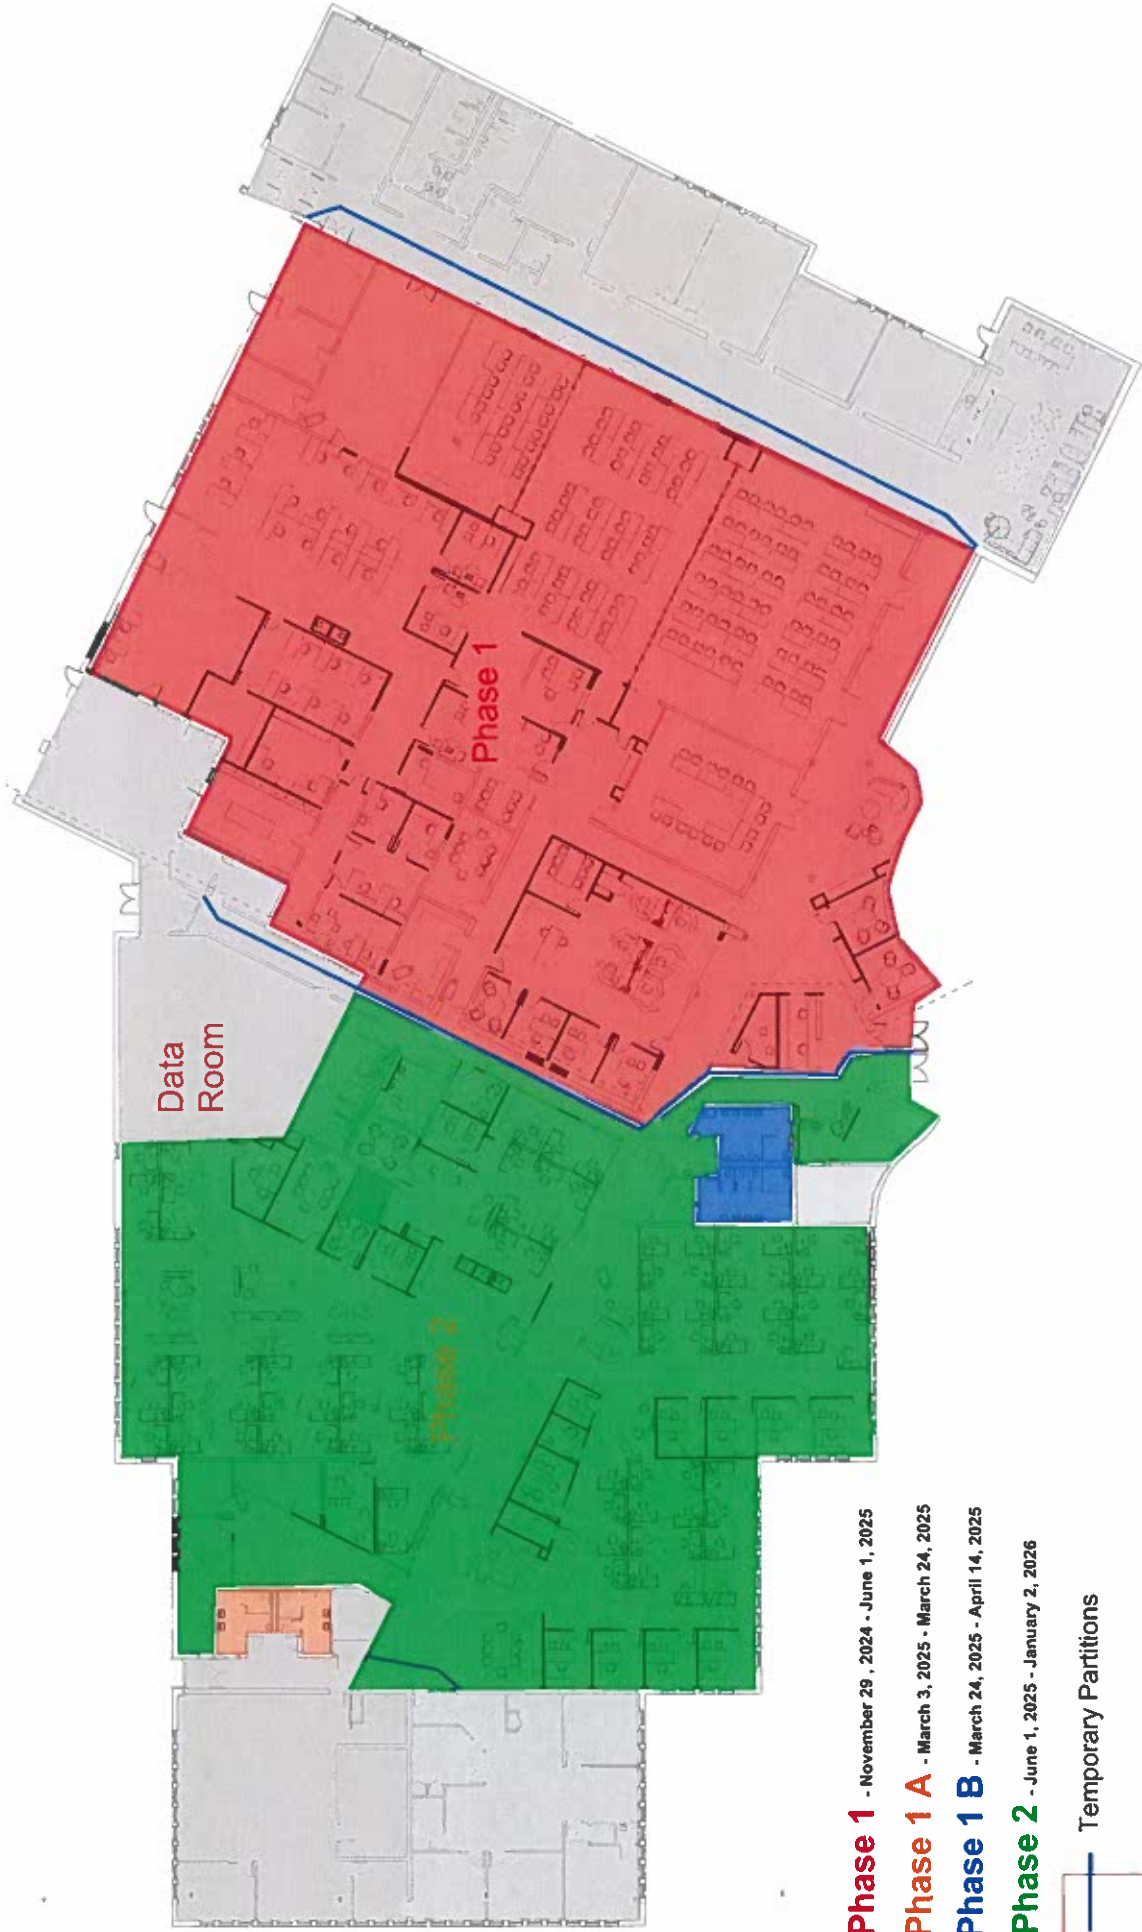 Phase 1
Data
Room
Phase 2
Phase 1 - November 29, 2024 - June 1, 2025
Phase 1 A - March 3, 2025 - March 24, 2025
Phase 1 B - March 24, 2025 - April 14, 2025
Phase 2 - June 1, 2025 - January 2, 2026
Temporary Partitions